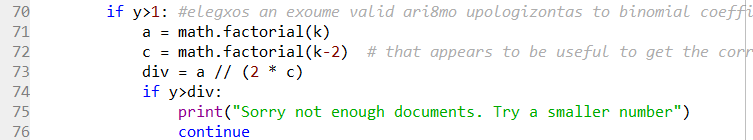 70 if y>1: #elegxos an exoume valid ari8mo upologizontas to binomial coeffi
71 a = math.factorial(k)
72 c = math.factorial(k-2) # that appears to be useful to get the corr
73 div = a // (2 * c)
74 if y>div:
75 print("Sorry not enough documents. Try a smaller number")
76 continue